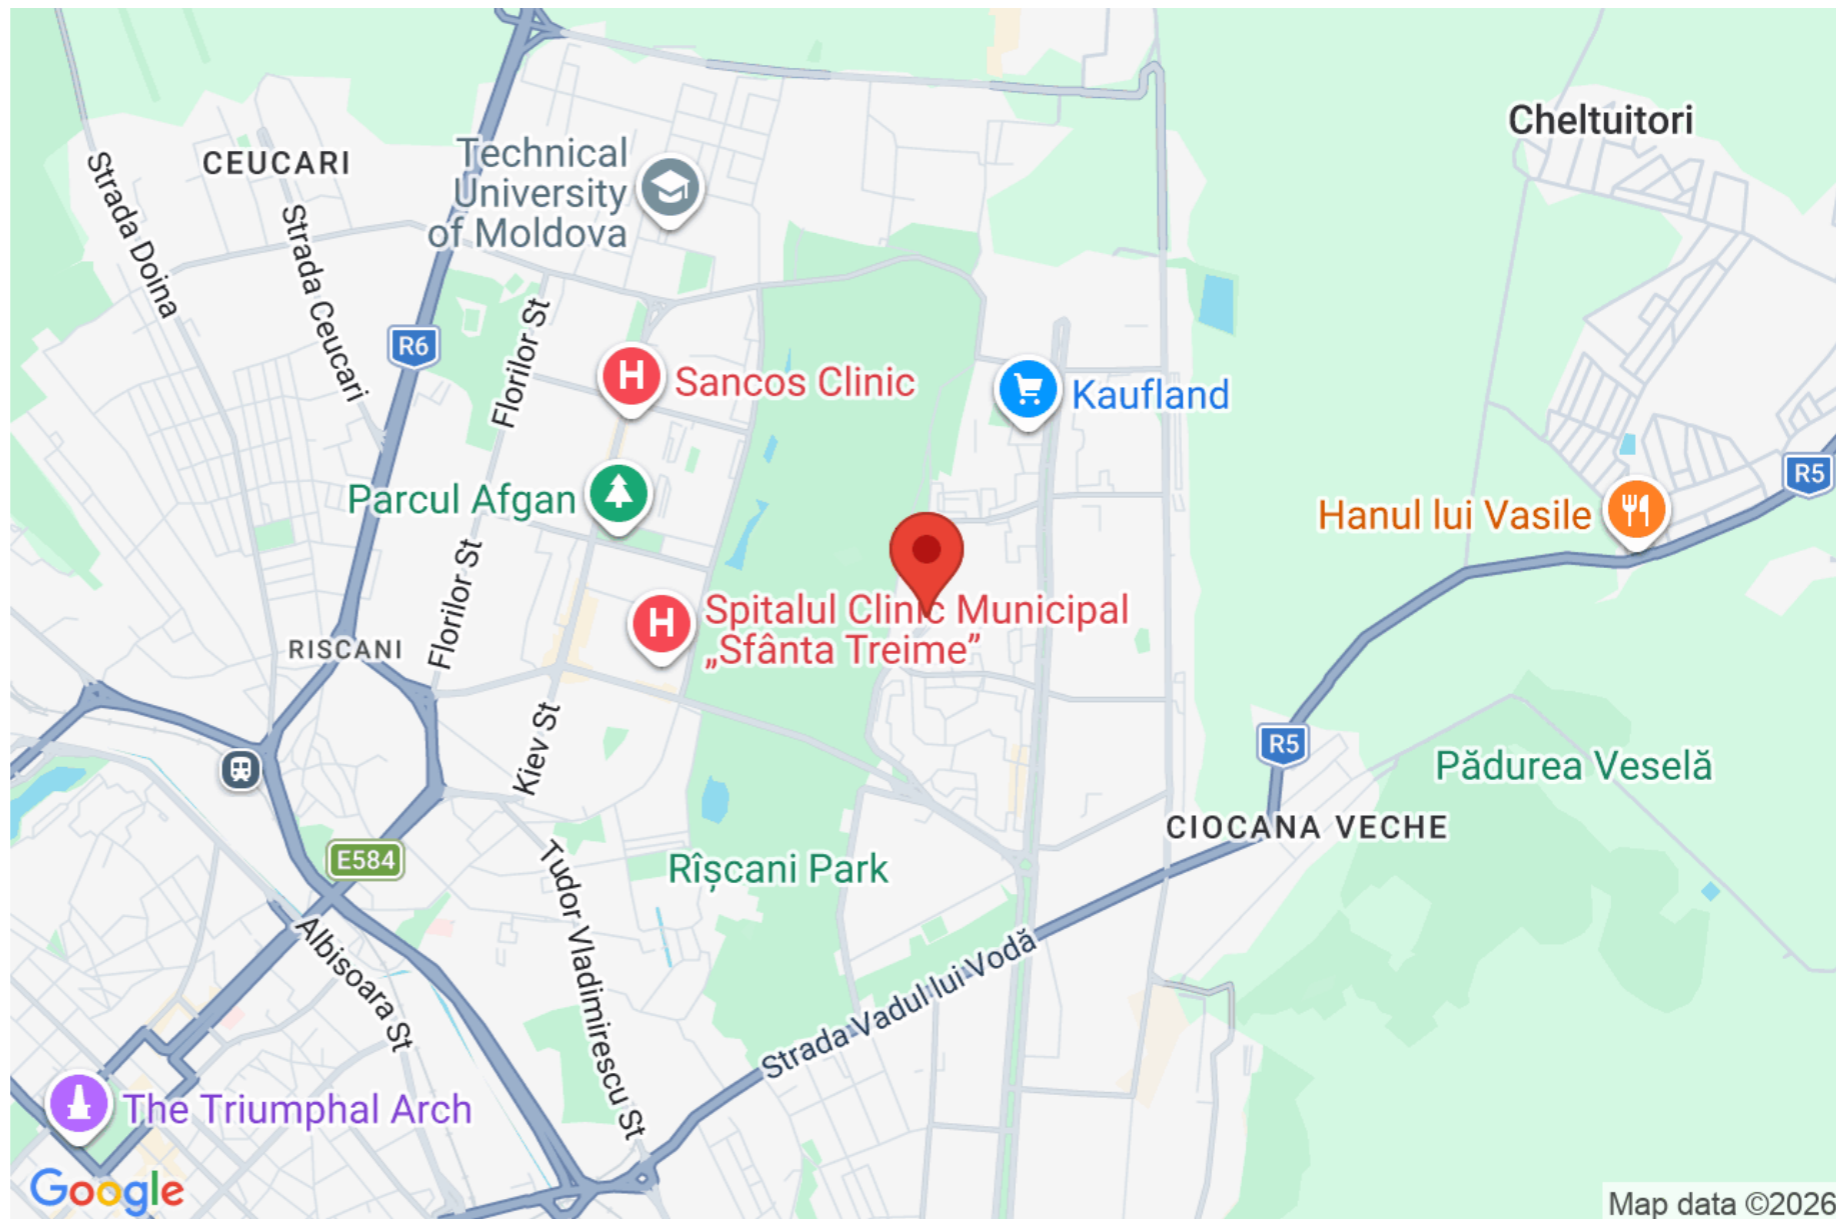 Cheltuitori
CEUCARI
Technical
University
of Moldova
Strada Doina
Strada Ceucari
Florilor St
R6
H
Sancos Clinic
Kaufland
R5
Parcul Afgan
Hanul lui Vasile
Florilor St
H
Spitalul Clinic Municipal
„Sfânta Treime”
RISCANI
Kiev St
R5
Pădurea Veselă
CIOCANA VECHE
E584
Rîșcani Park
Tudor Vladimirescu St
Albisoara St
Strada Vadul lui Vodă
The Triumphal Arch
Google
Map data ©2026